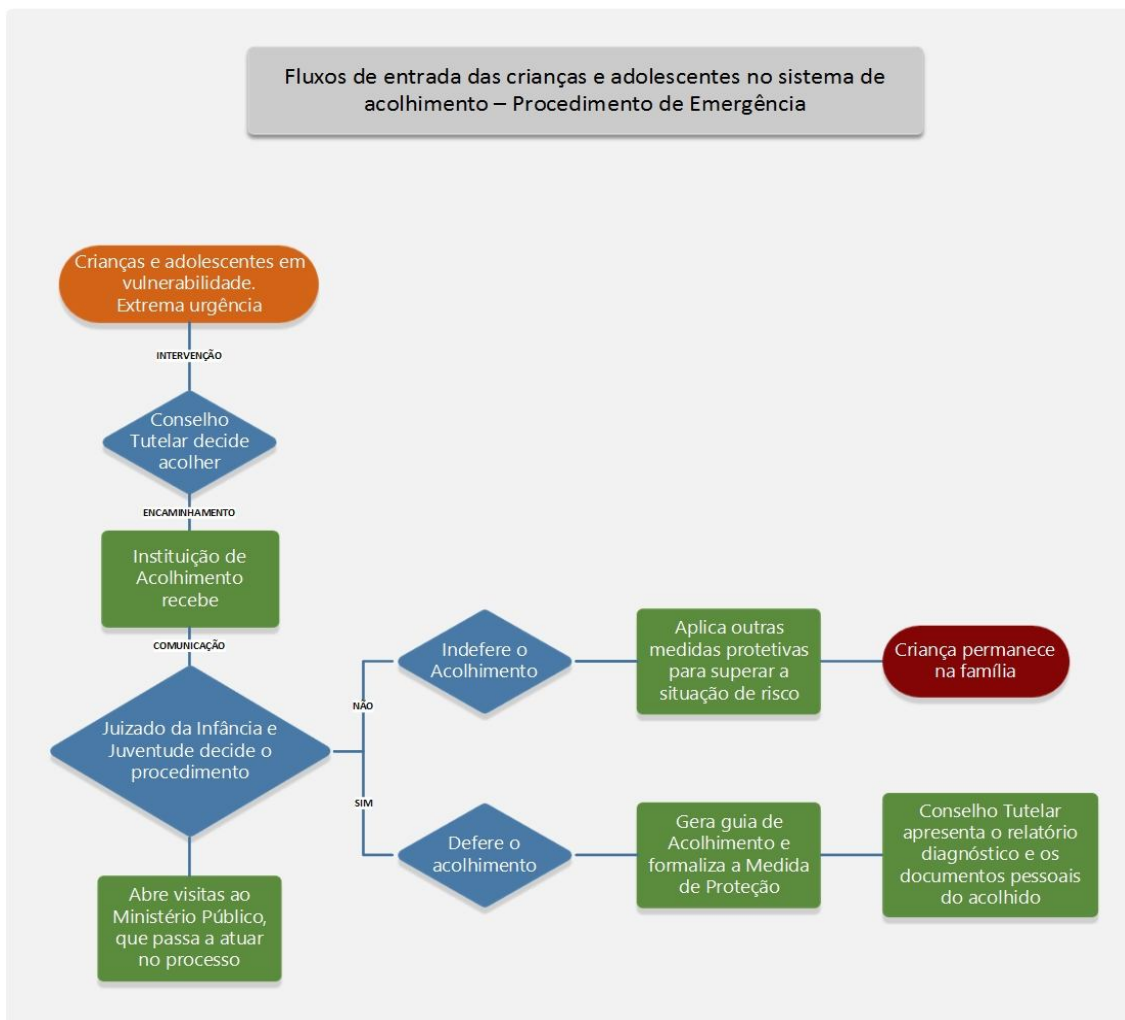 Fluxos de entrada das crianças e adolescentes no sistema de
acolhimento – Procedimento de Emergência
Crianças e adolescentes em
vulnerabilidade.
Extrema urgência
INTERVENÇÃO
Conselho
Tutelar decide
acolher
ENCAMINHAMENTO
Instituição de
Acolhimento
recebe
COMUNICAÇÃO
Juizado da Infância e
Juventude decide o
procedimento
Abre visitas ao
Ministério Público,
que passa a atuar
no processo
NÃO
Indefere o
Acolhimento
Aplica outras
medidas protetivas
para superar a
situação de risco
Criança permanece
na família
SIM
Defere o
acolhimento
Gera guia de
Acolhimento e
formaliza a Medida
de Proteção
Conselho Tutelar
apresenta o relatório
diagnóstico e os
documentos pessoais
do acolhido